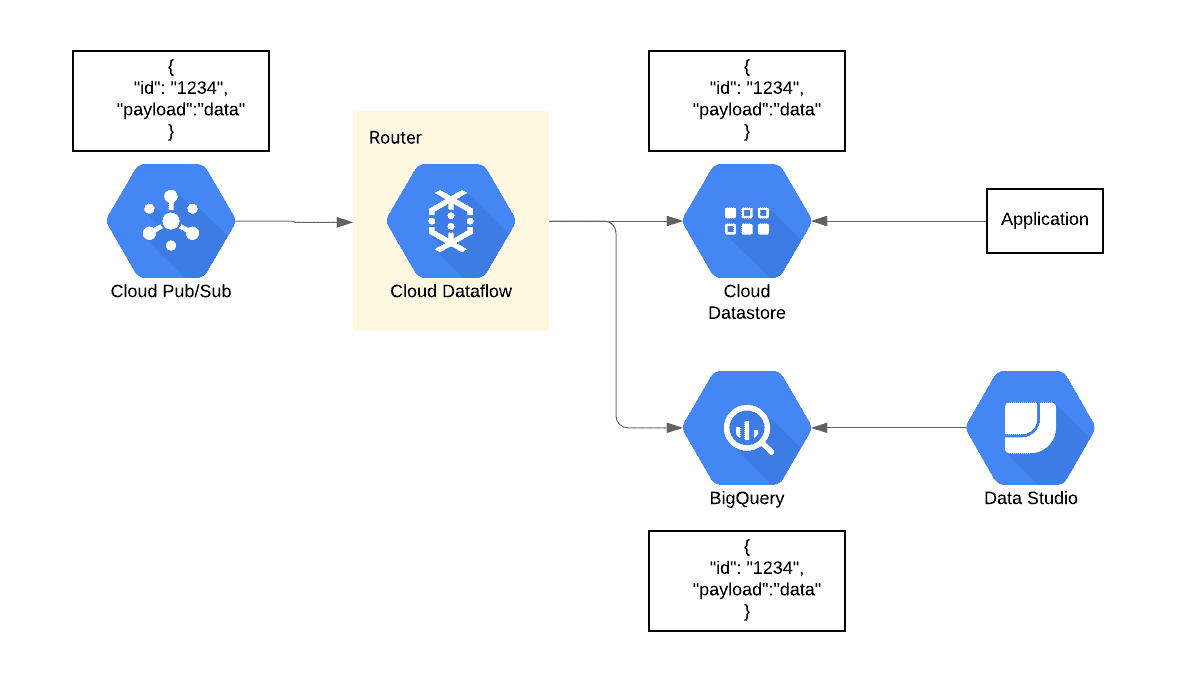 {
"id": "1234",
"payload":"data"
}
Cloud Pub/Sub
Router
Cloud Dataflow
{
"id": "1234",
"payload":"data"
}
Cloud
Datastore
Application
BigQuery
Data Studio
{
"id": "1234",
"payload":"data"
}